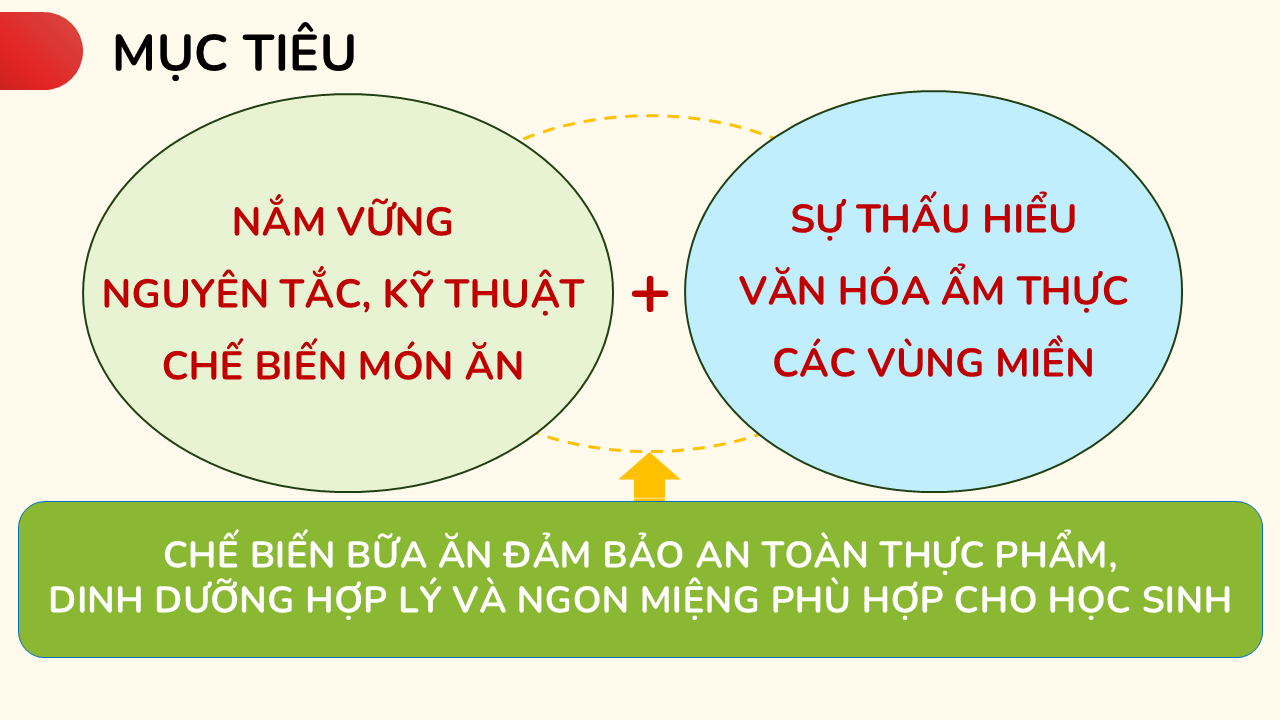 MỤC TIÊU
NẮM VỮNG
NGUYÊN TẮC, KỸ THUẬT
CHẾ BIẾN MÓN ĂN
+
SỰ THẤU HIỂU
VĂN HÓA ẨM THỰC
CÁC VÙNG MIỀN
CHẾ BIẾN BỮA ĂN ĐẢM BẢO AN TOÀN THỰC PHẨM,
DINH DƯỠNG HỢP LÝ VÀ NGON MIỆNG PHÙ HỢP CHO HỌC SINH